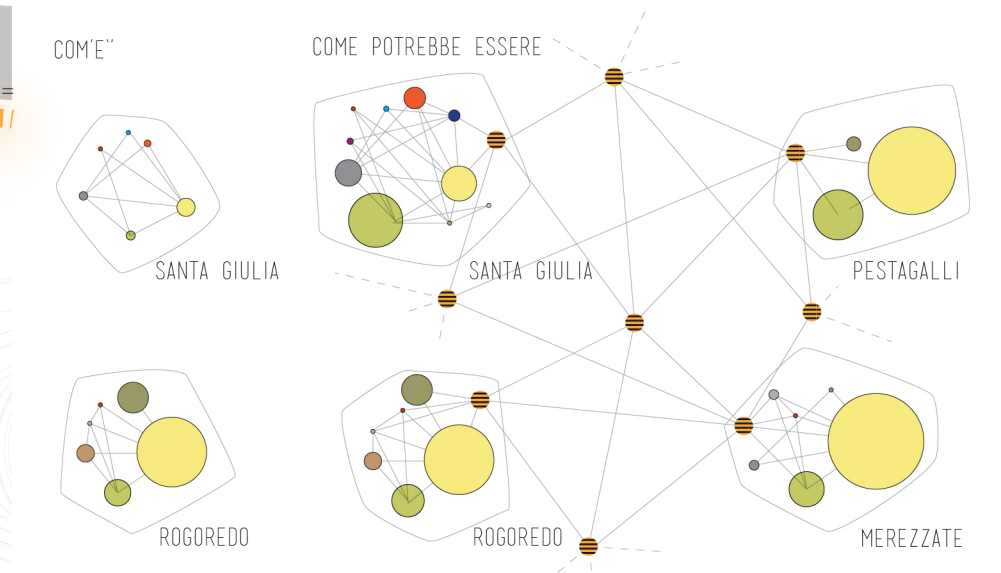 COM'E'`
COME POTREBBE ESSERE
SANTA GIULIA
SANTA GIULIA
PESTAGALLI
ROGOREDO
ROGOREDO
MEREZZATE